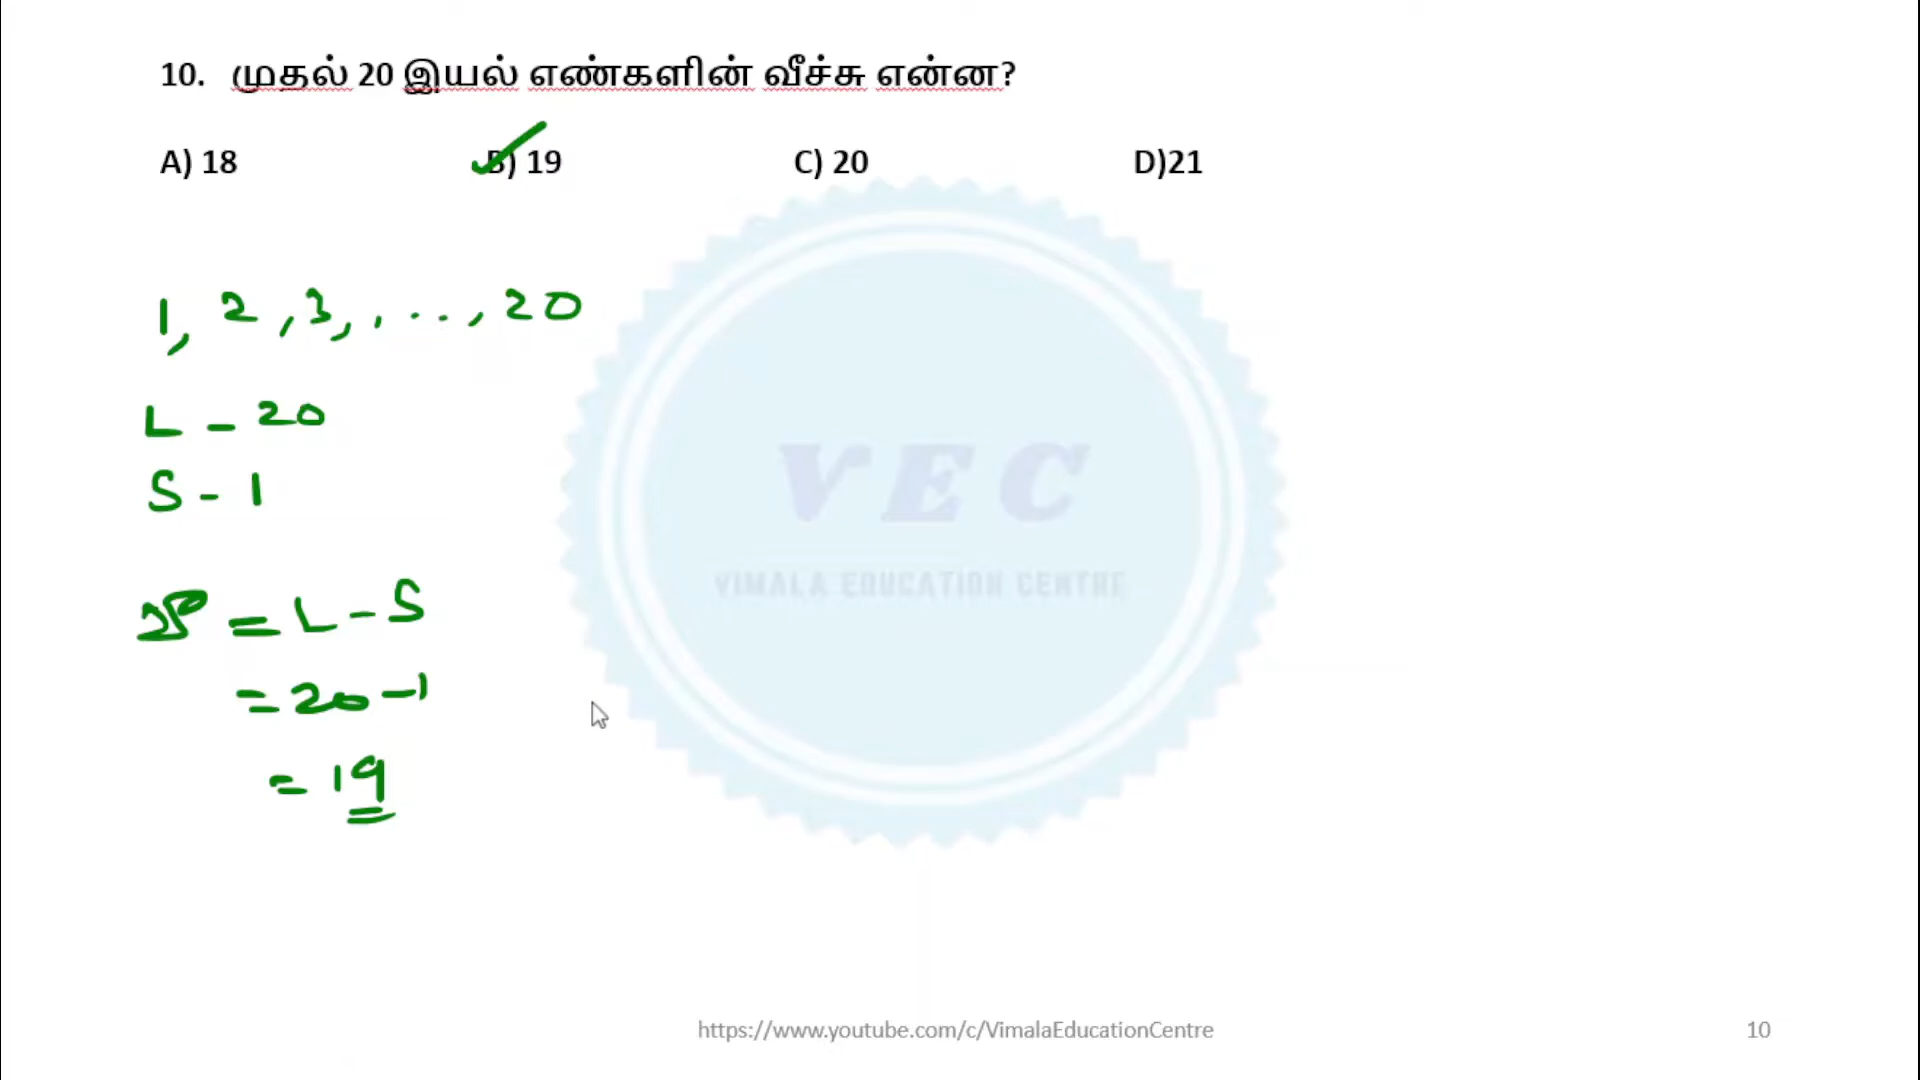 10. முதல் 20 இயல் எண்களின் வீச்சு என்ன?
A) 18 B) 19 C) 20 D)21
1, 2, 3, . . . , 20
L - 20
S - 1
= L - S
= 20 - 1
= 19
VEC
VIMALA EDUCATION CENTRE
https://www.youtube.com/c/VimalaEducationCentre 10